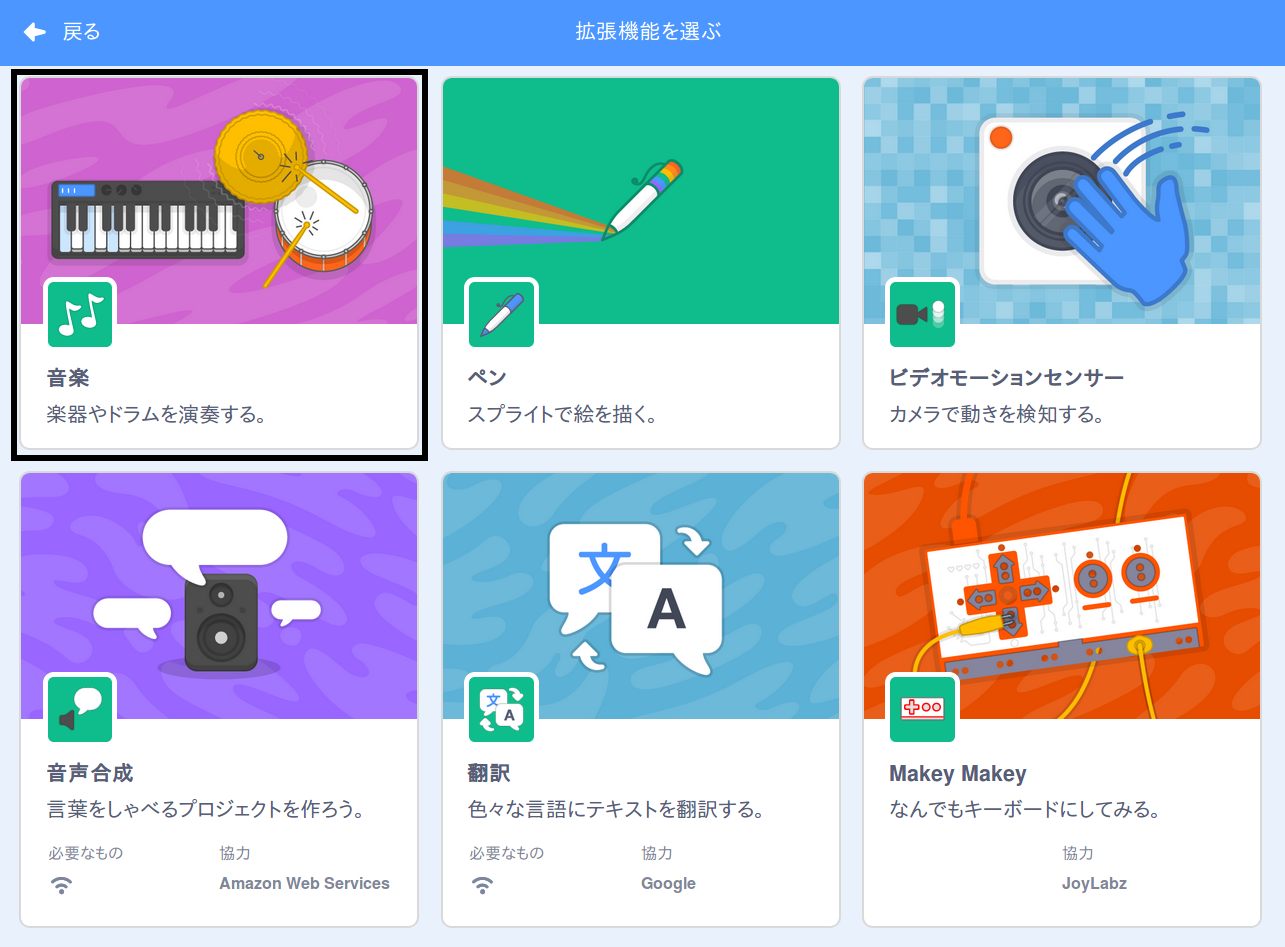 戻る
拡張機能を選ぶ
音楽
楽器やドラムを演奏する。
ペン
スプライトで絵を描く。
ビデオモーションセンサー
カメラで動きを検知する。
文
A
音声合成
言葉をしゃべるプロジェクトを作ろう。
必要なもの
協力
Amazon Web Services
文
A
翻訳
色々な言語にテキストを翻訳する。
必要なもの
協力
Google
Makey Makey
なんでもキーボードにしてみる。
協力
JoyLabz